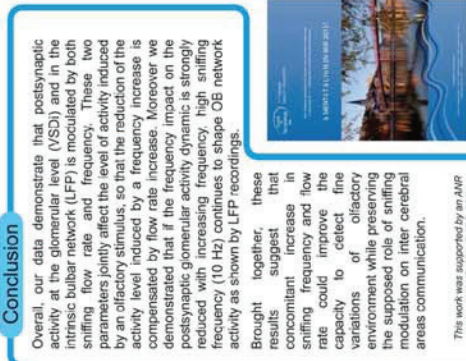 Conclusion
Overall, our data demonstrate that postsynaptic
activity at the glomerular level (VSDi) and in the
intrinsic bulbar network (LFP) is modulated by both
sniffing flow rate and frequency. These two
parameters jointly affect the level of activity induced
by an olfactory stimulus, so that the reduction of the
activity level induced by a frequency increase is
compensated by flow rate increase. Moreover we
demonstrated that if the frequency impact on the
postsynaptic glomerular activity dynamic is strongly
reduced with increasing frequency, high sniffing
frequency (10 Hz) continues to shape OB network
activity as shown by LFP recordings.
Brought together, these
results suggest that
concomitant increase in
sniffing frequency and flow
rate could improve the
capacity to detect fine
variations of olfactory
environment while preserving
the supposed role of sniffing
modulation on inter cerebral
areas communication.
This work was supported by an ANR